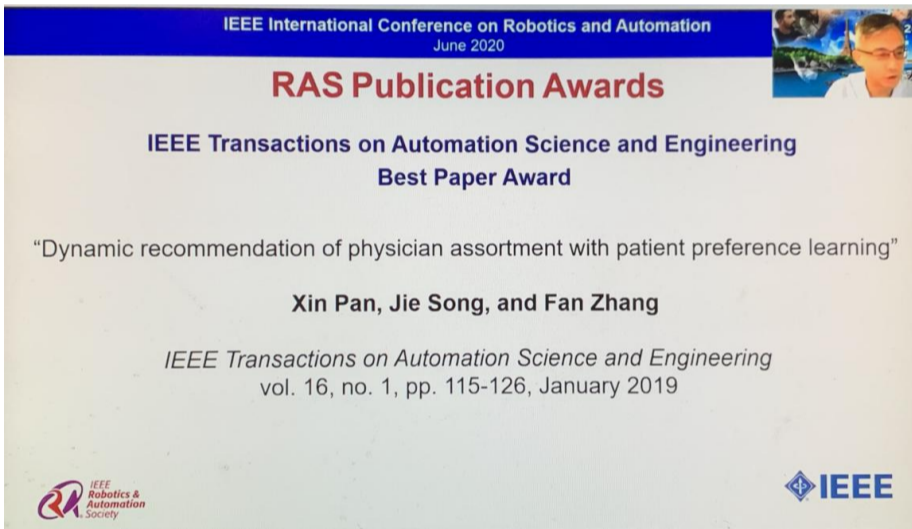 IEEE International Conference on Robotics and Automation
June 2020
RAS Publication Awards
IEEE Transactions on Automation Science and Engineering
Best Paper Award
“Dynamic recommendation of physician assortment with patient preference learning”
Xin Pan, Jie Song, and Fan Zhang
IEEE Transactions on Automation Science and Engineering
vol. 16, no. 1, pp. 115-126, January 2019
IEEE
Robotics &
Automation
Society
IEEE